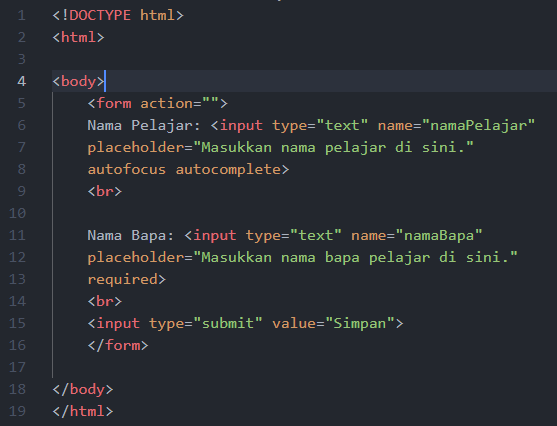 1 <!DOCTYPE html>
2 <html>
3
4 <body>
5 <form action="">
6 Nama Pelajar: <input type="text" name="namaPelajar"
7 placeholder="Masukkan nama pelajar di sini."
8 autofocus autocomplete>
9 <br>
10
11 Nama Bapa: <input type="text" name="namaBapa"
12 placeholder="Masukkan nama bapa pelajar di sini."
13 required>
14 <br>
15 <input type="submit" value="Simpan">
16 </form>
17
18 </body>
19 </html>